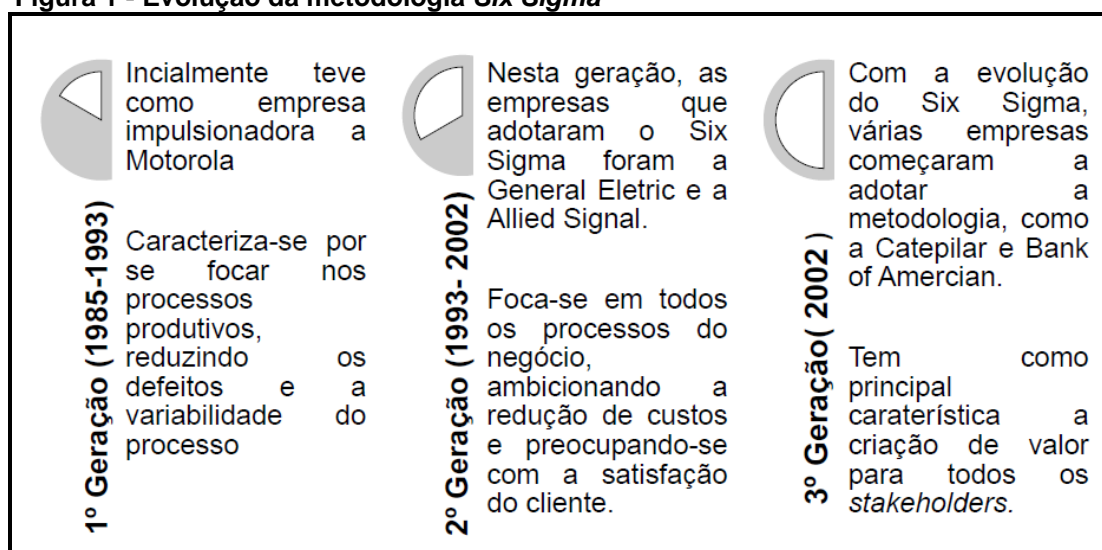 Figura 1 - Evolução da metodologia Six Sigma
1º Geração (1985-1993)
Incialmente teve
como empresa
impulsionadora a
Motorola
Caracteriza-se por
se focar nos
processos
produtivos,
reduzindo os
defeitos e a
variabilidade do
processo
2º Geração (1993- 2002)
Nesta geração, as
empresas que
adotaram o Six
Sigma foram a
General Eletric e a
Allied Signal.
Foca-se em todos
os processos do
negócio,
ambicionando a
redução de custos
e preocupando-se
com a satisfação
do cliente.
3º Geração( 2002 )
Com a evolução
do Six Sigma,
várias empresas
começaram a
adotar a
metodologia, como
a Catepilar e Bank
of Amercian.
Tem como
principal
caraterística a
criação de valor
para todos os
stakeholders.